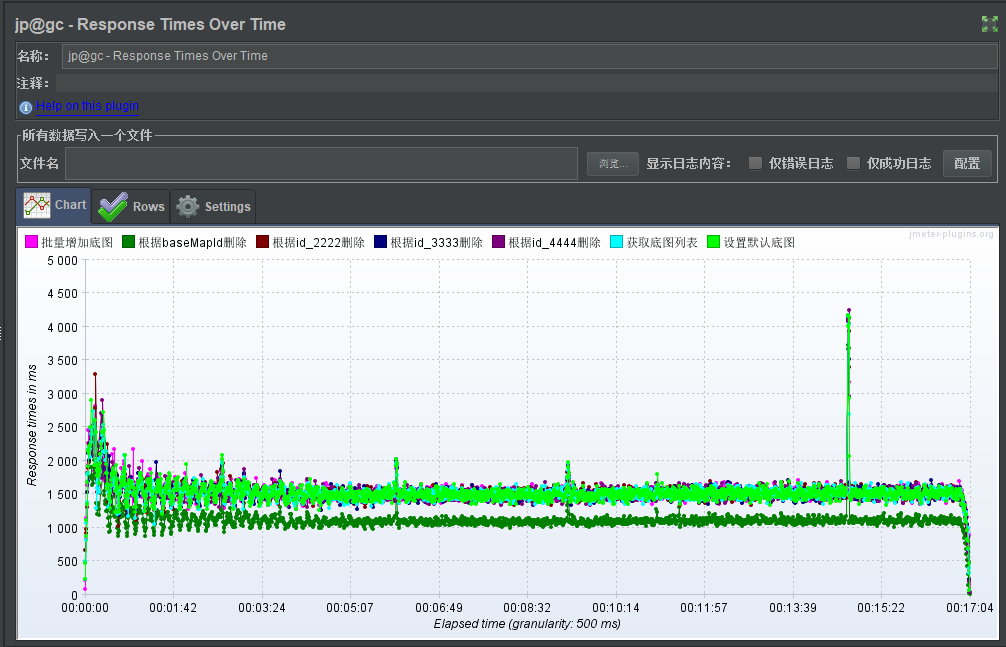 jp@gc - Response Times Over Time
名称： jp@gc - Response Times Over Time
注释：
Help on this plugin
所有数据写入一个文件
文件名 浏览... 显示日志内容： 仅错误日志 仅成功日志 配置
Chart Rows Settings
批量增加底图 根据baseMapId删除 根据id_2222删除 根据id_3333删除 根据id_4444删除 获取底图列表 设置默认底图
jmeter-plugins.org
5 000
4 500
4 000
3 500
3 000
2 500
2 000
1 500
1 000
500
0
Response times in ms
00:00:00 00:01:42 00:03:24 00:05:07 00:06:49 00:08:32 00:10:14 00:11:57 00:13:39 00:15:22 00:17:04
Elapsed time (granularity: 500 ms)